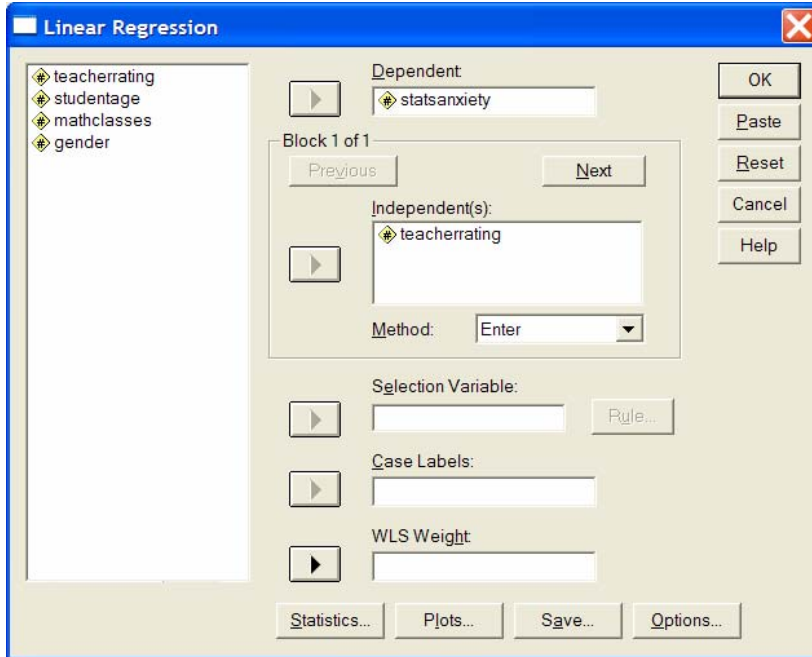 Linear Regression
teacherrating
studentage
mathclasses
gender
Dependent:
statsanxiety
Block 1 of 1
Previous
Next
Independent(s):
teacherrating
Method:
Enter
Selection Variable:
Rule...
Case Labels:
WLS Weight:
Statistics...
Plots...
Save...
Options...
OK
Paste
Reset
Cancel
Help